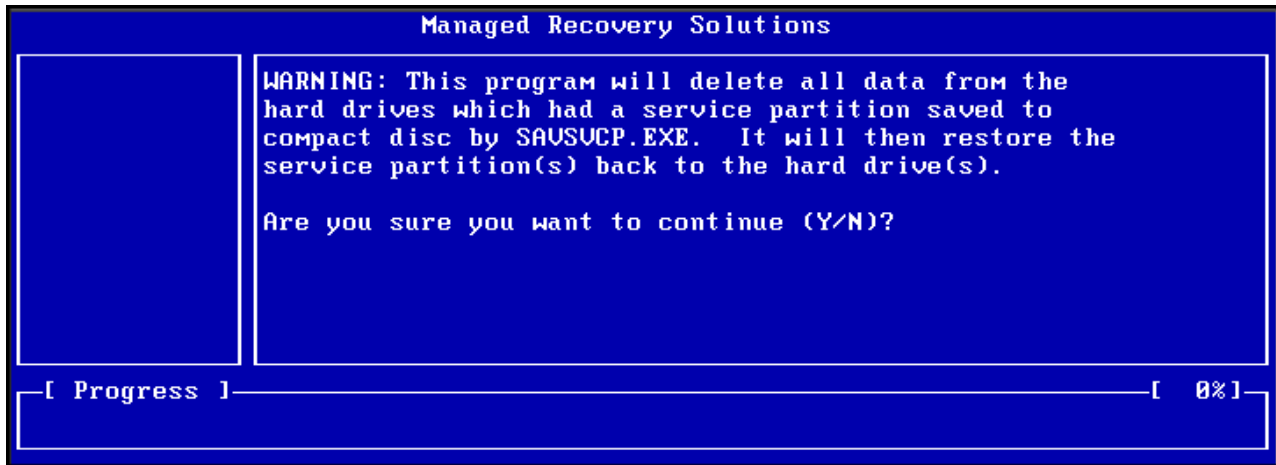 Managed Recovery Solutions
WARNING: This program will delete all data from the
hard drives which had a service partition saved to
compact disc by SAVSVCP.EXE.  It will then restore the
service partition(s) back to the hard drive(s).
Are you sure you want to continue (Y/N)?
[ Progress ] [  0%]